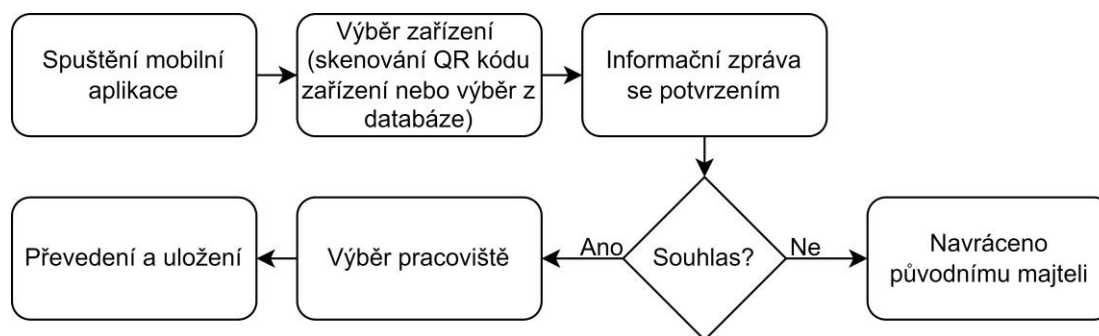 Spuštění mobilní
aplikace
Výběr zařízení
(skenování QR kódu
zařízení nebo výběr z
databáze)
Informační zpráva
se potvrzením
Převedení a uložení
Výběr pracoviště
Ano
Souhlas?
Ne
Navráceno
původnímu majteli